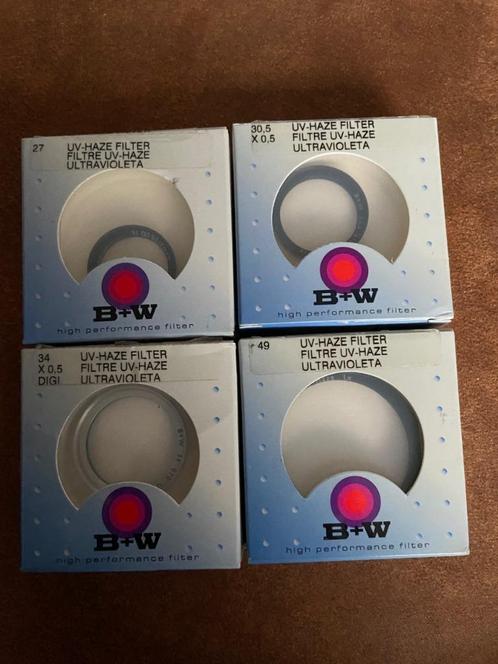 27 UV-HAZE FILTER
FILTRE UV-HAZE
ULTRAVIOLETA
B+W
high performance filter
30,5 UV-HAZE FILTER
X 0,5 FILTRE UV-HAZE
ULTRAVIOLETA
B+W
high performance filter
34 UV-HAZE FILTER
X 0,5 FILTRE UV-HAZE
DIGI ULTRAVIOLETA
B+W
B+W
high performance filter
49 UV-HAZE FILTER
FILTRE UV-HAZE
ULTRAVIOLETA
1x
B+W
high performance filter